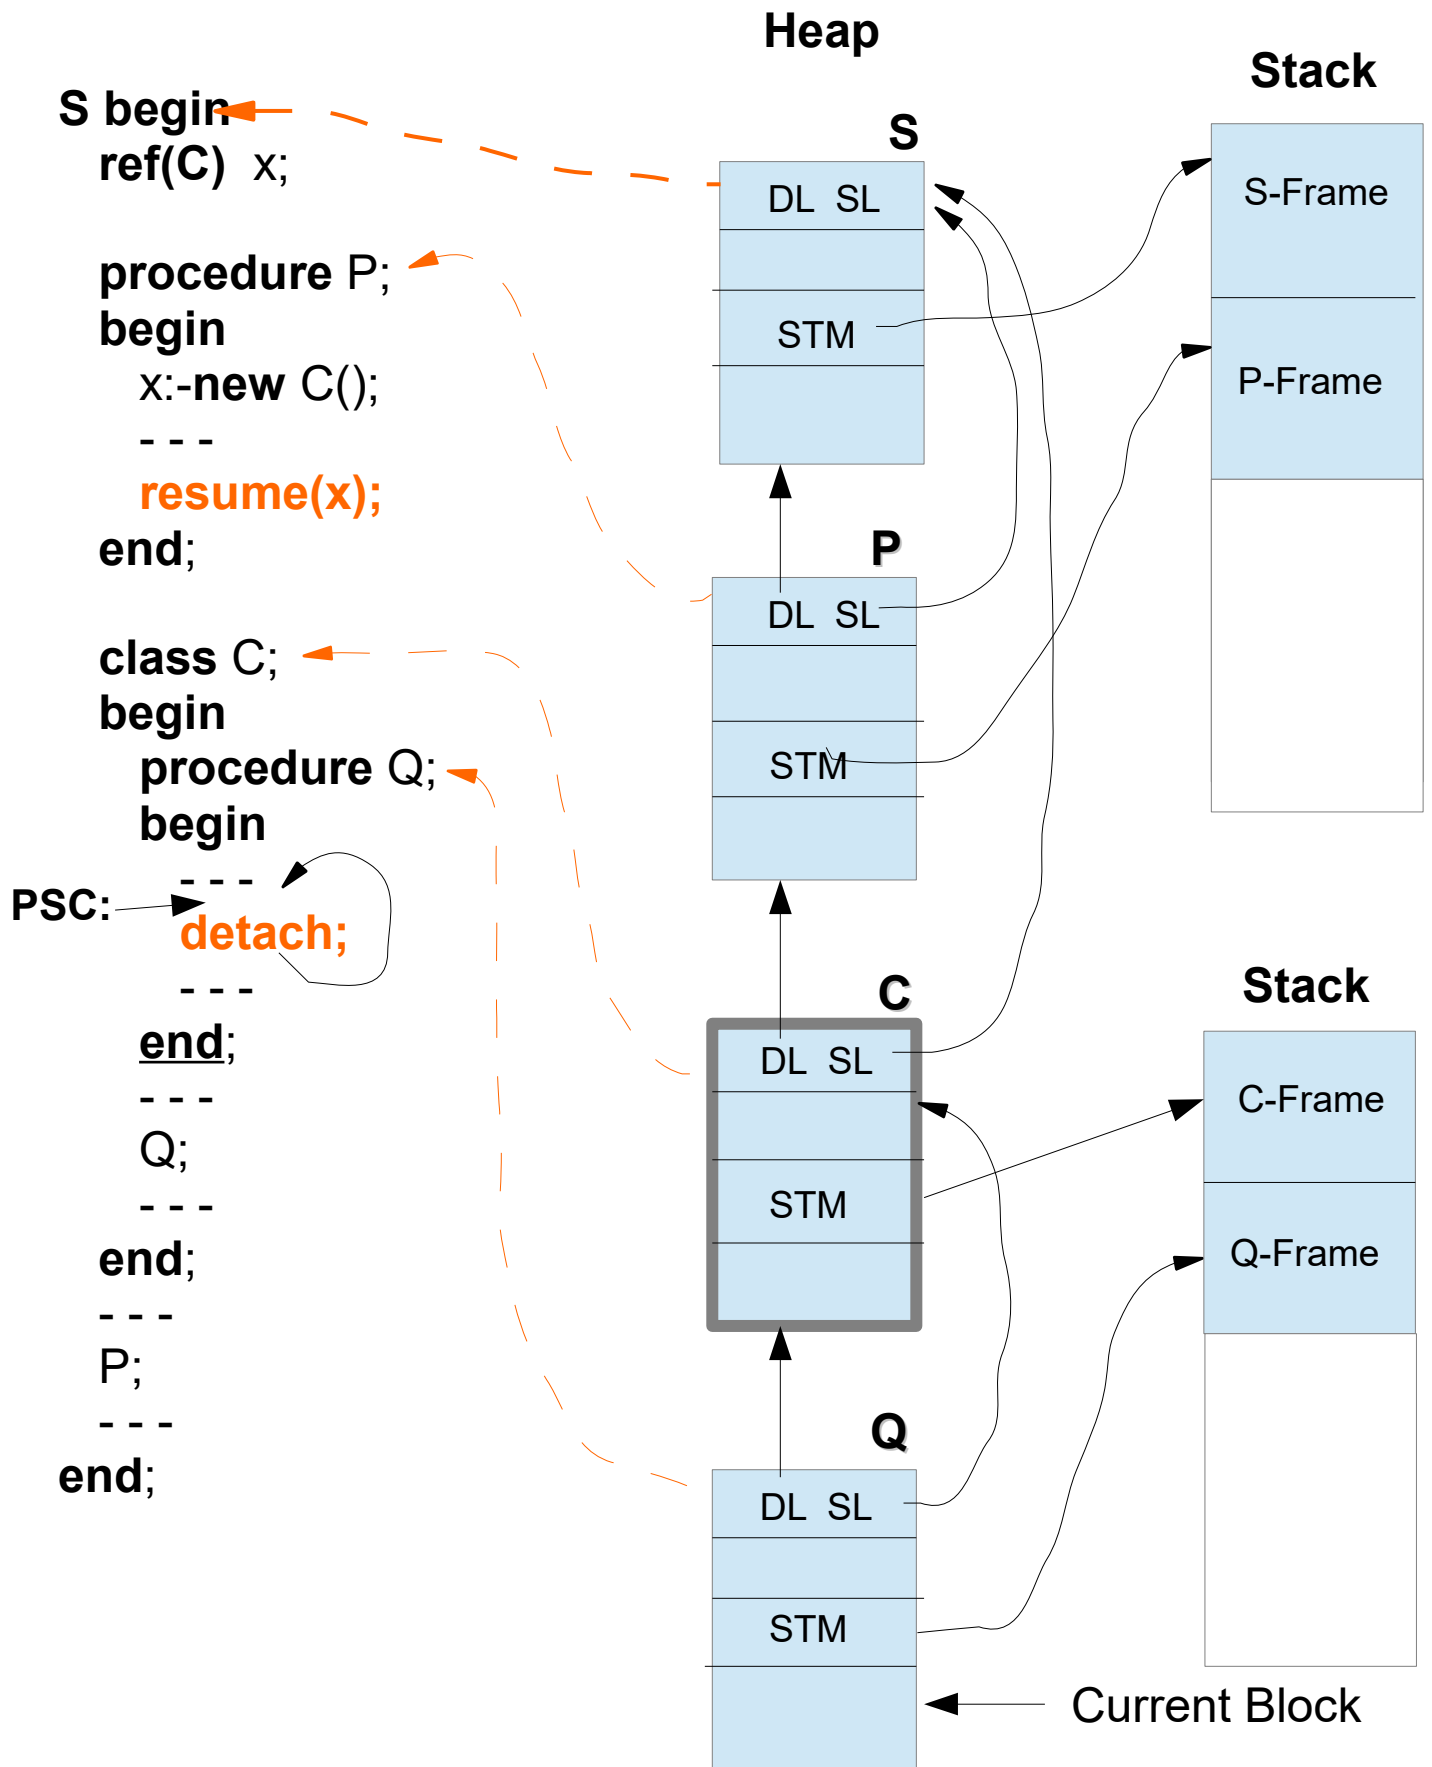 Heap
Stack
S begin
ref(C) x;
procedure P;
begin
x:-new C();
- - -
resume(x);
end;
class C;
begin
procedure Q;
begin
- - -
PSC:
detach;
- - -
end;
- - -
Q;
- - -
end;
- - -
P;
- - -
end;
S
DL SL
STM
P
DL SL
STM
C
DL SL
STM
Q
DL SL
STM
S-Frame
P-Frame
Stack
C-Frame
Q-Frame
Current Block